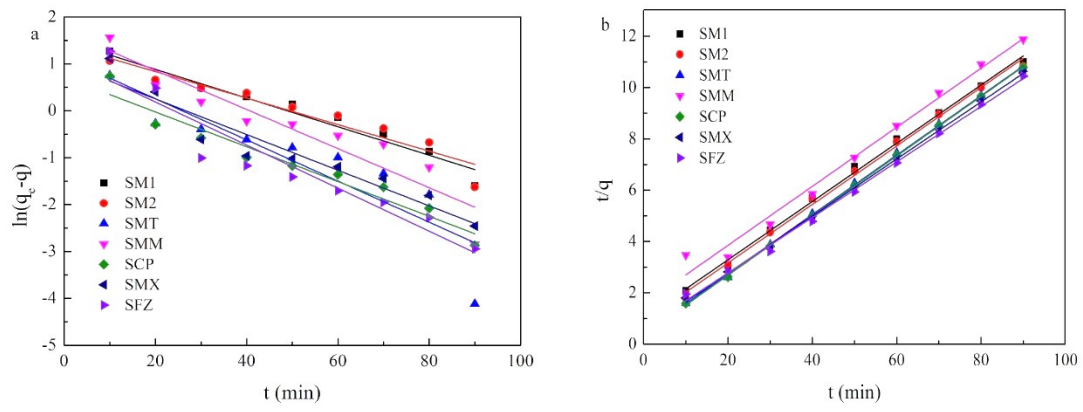 a
2
1
0
-1
-2
-3
-4
-5
ln(qe-q)
SM1
SM2
SMT
SMM
SCP
SMX
SFZ
0 20 40 60 80 100
t (min)
b
12
10
8
6
4
2
0
t/q
SM1
SM2
SMT
SMM
SCP
SMX
SFZ
0 20 40 60 80 100
t (min)